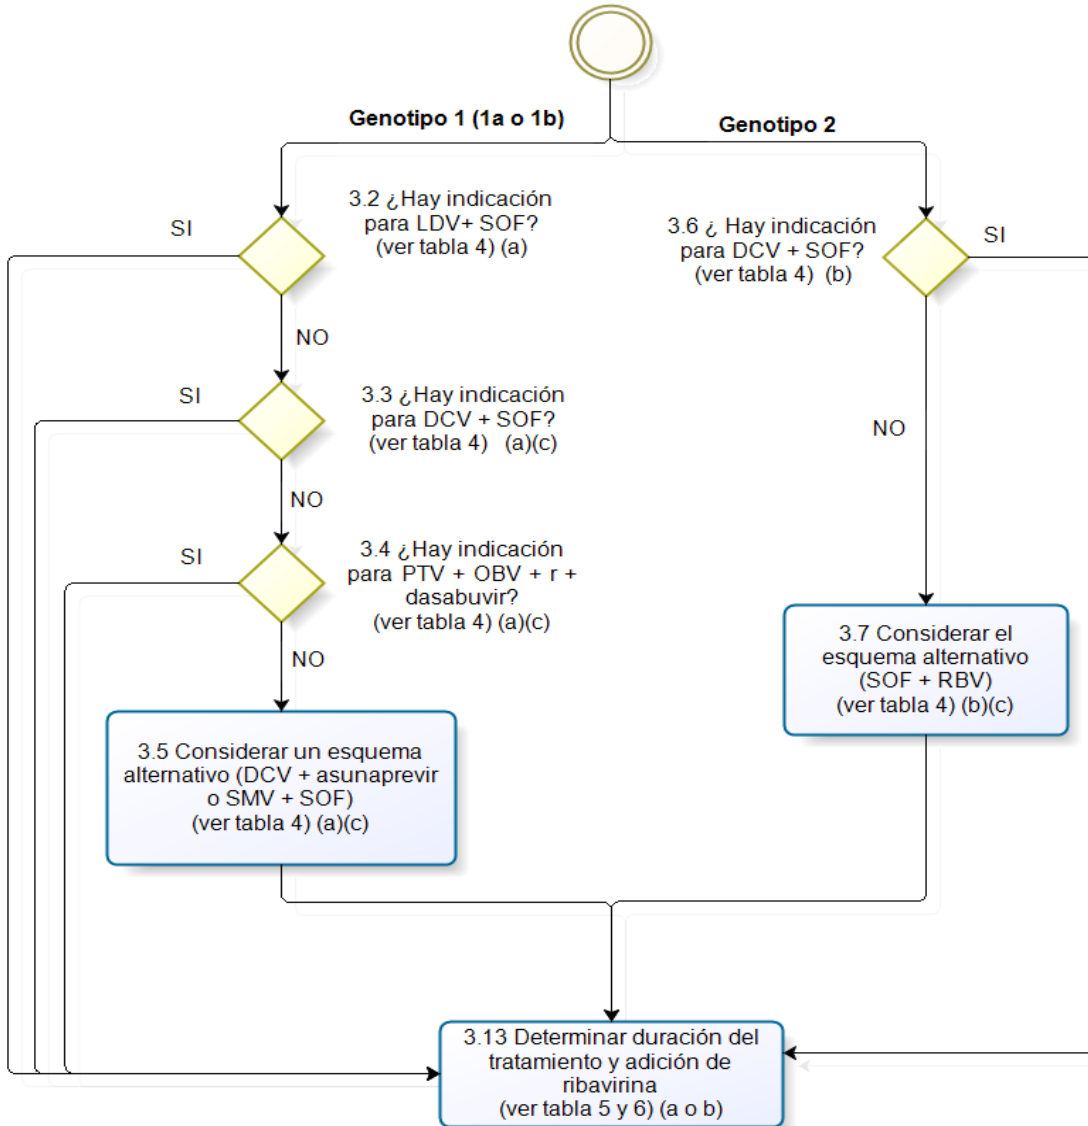 Genotipo 1 (1a o 1b)
Genotipo 2
3.2 ¿Hay indicación
para LDV+ SOF?
(ver tabla 4) (a)
SI
NO
3.3 ¿Hay indicación
para DCV + SOF?
(ver tabla 4) (a)(c)
SI
NO
3.4 ¿Hay indicación
para PTV + OBV + r +
dasabuvir?
(ver tabla 4) (a)(c)
SI
NO
3.5 Considerar un esquema
alternativo (DCV + asunaprevir
o SMV + SOF)
(ver tabla 4) (a)(c)
3.6 ¿ Hay indicación
para DCV + SOF?
(ver tabla 4) (b)
SI
NO
3.7 Considerar el
esquema alternativo
(SOF + RBV)
(ver tabla 4) (b)(c)
3.13 Determinar duración del
tratamiento y adición de
ribavirina
(ver tabla 5 y 6) (a o b)